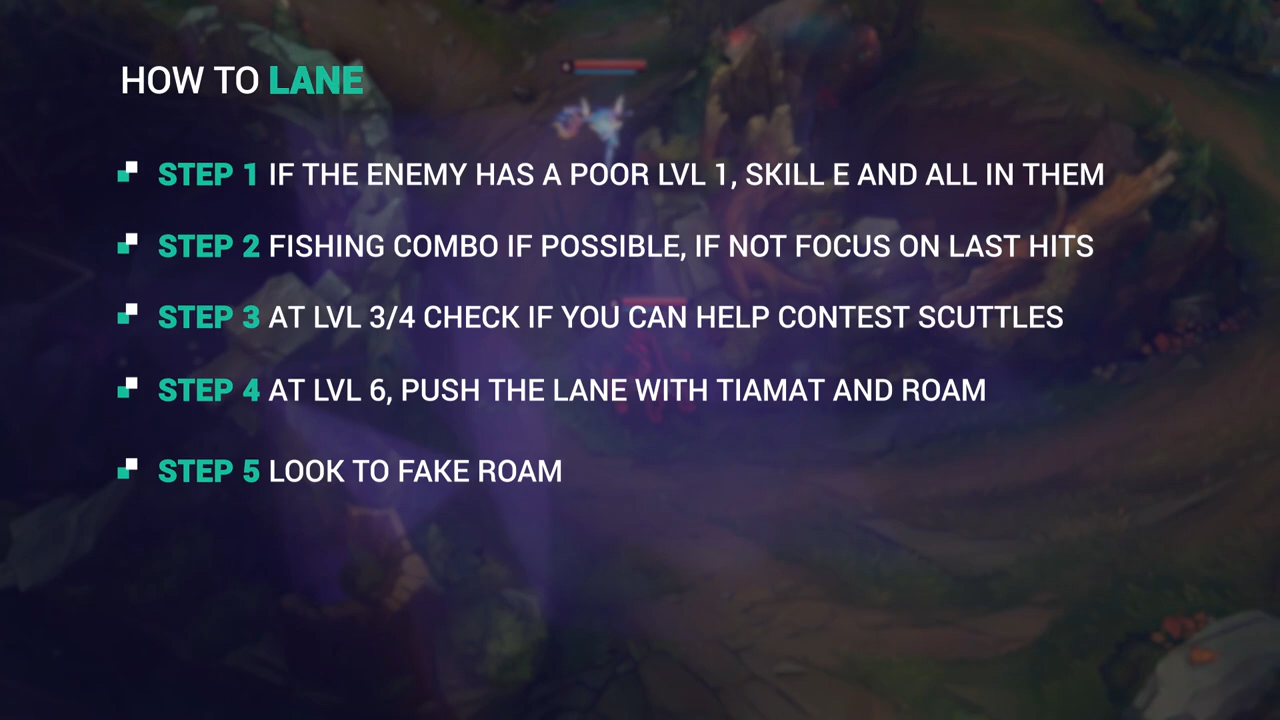 HOW TO LANE
STEP 1 IF THE ENEMY HAS A POOR LVL 1, SKILL E AND ALL IN THEM
STEP 2 FISHING COMBO IF POSSIBLE, IF NOT FOCUS ON LAST HITS
STEP 3 AT LVL 3/4 CHECK IF YOU CAN HELP CONTEST SCUTTLES
STEP 4 AT LVL 6, PUSH THE LANE WITH TIAMAT AND ROAM
STEP 5 LOOK TO FAKE ROAM